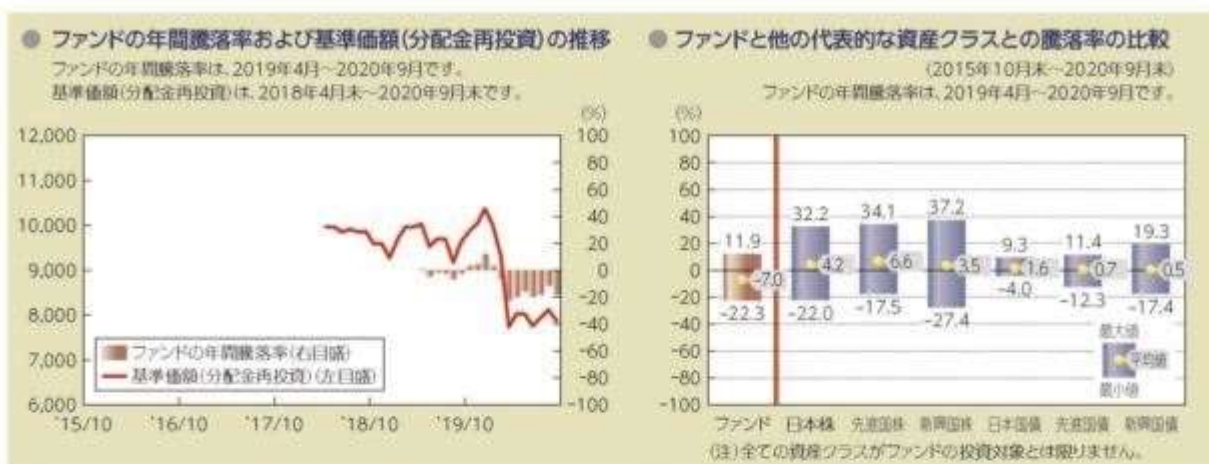 ● ファンドの年間騰落率および基準価額(分配金再投資)の推移
ファンドの年間騰落率は、2019年4月～2020年9月です。
基準価額(分配金再投資)は、2018年4月末～2020年9月末です。
(%)
12,000
11,000
10,000
9,000
8,000
7,000
6,000
100
80
60
40
20
0
-20
-40
-60
-80
-100
ファンドの年間騰落率(右目盛)
基準価額(分配金再投資)(左目盛)
'15/10 '16/10 '17/10 '18/10 '19/10
● ファンドと他の代表的な資産クラスとの騰落率の比較
(2015年10月末～2020年9月末)
ファンドの年間騰落率は、2019年4月～2020年9月です。
(%)
100
80
60
40
20
0
-20
-40
-60
-80
-100
11.9 32.2 34.1 37.2 9.3 11.4 19.3
-7.0 4.2 6.6 3.5 1.6 0.7 0.5
-22.3 -22.0 -17.5 -27.4 -4.0 -12.3 -17.4
最大値
平均値
最小値
ファンド 日本株 先進国株 新興国株 日本国債 先進国債 新興国債
(注)全ての資産クラスがファンドの投資対象とは限りません。